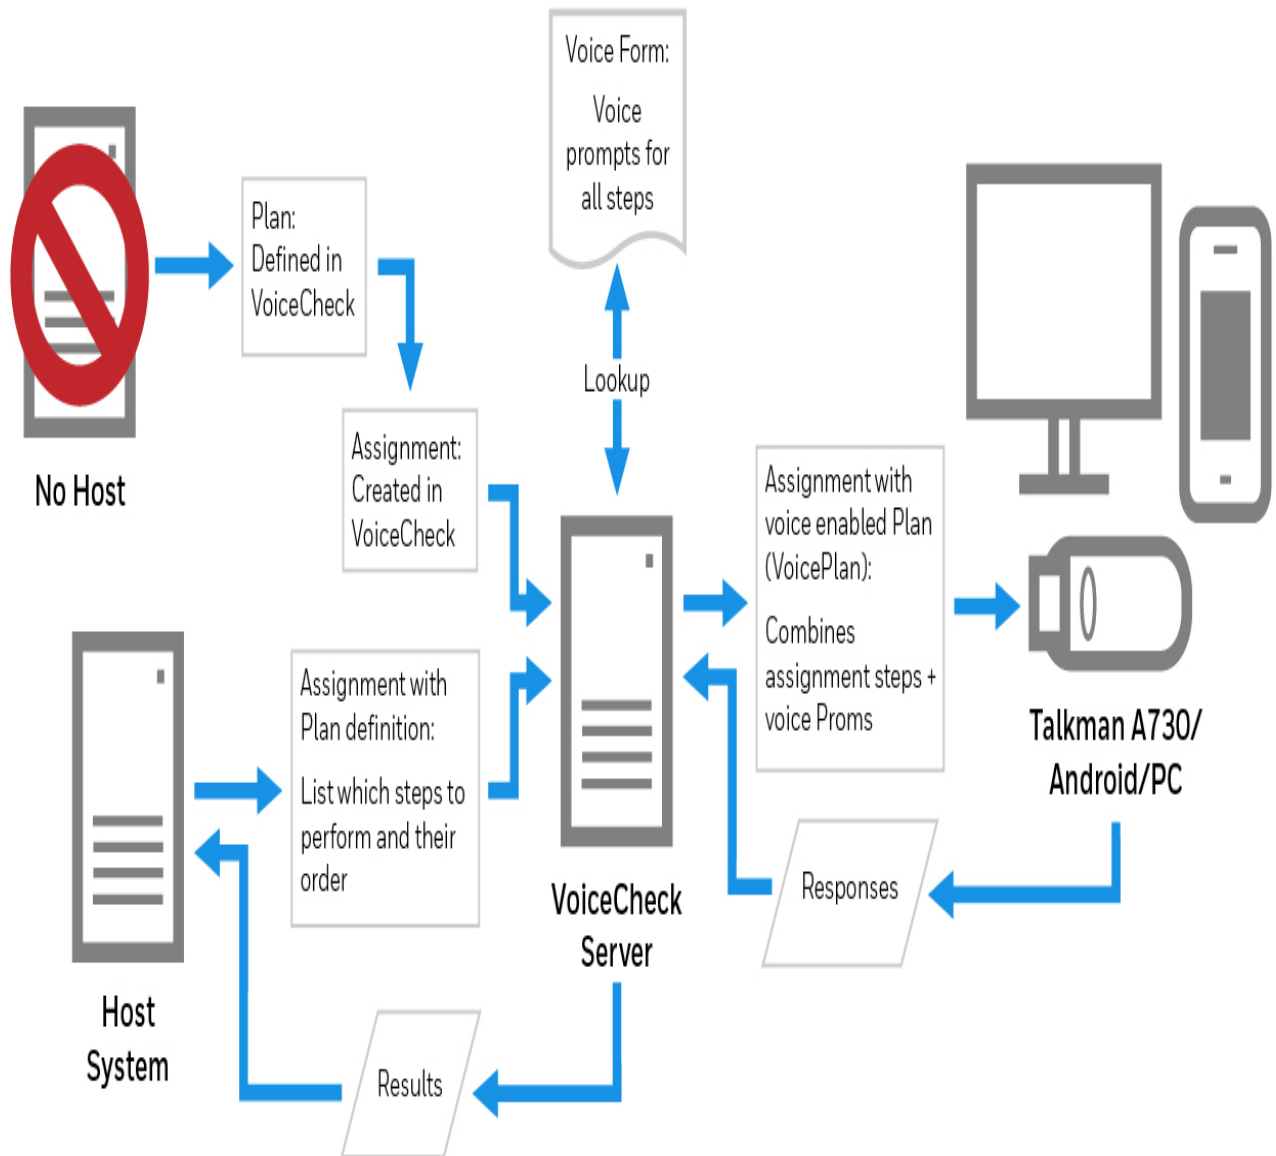 Voice Form:
Voice
prompts for
all steps
Plan:
Defined in
VoiceCheck
Lookup
No Host
Assignment:
Created in
VoiceCheck
Assignment with
voice enabled Plan
(VoicePlan):
Combines
assignment steps +
voice Proms
Talkman A730/
Android/PC
Assignment with
Plan definition:
List which steps to
perform and their
order
VoiceCheck
Server
Responses
Host
System
Results